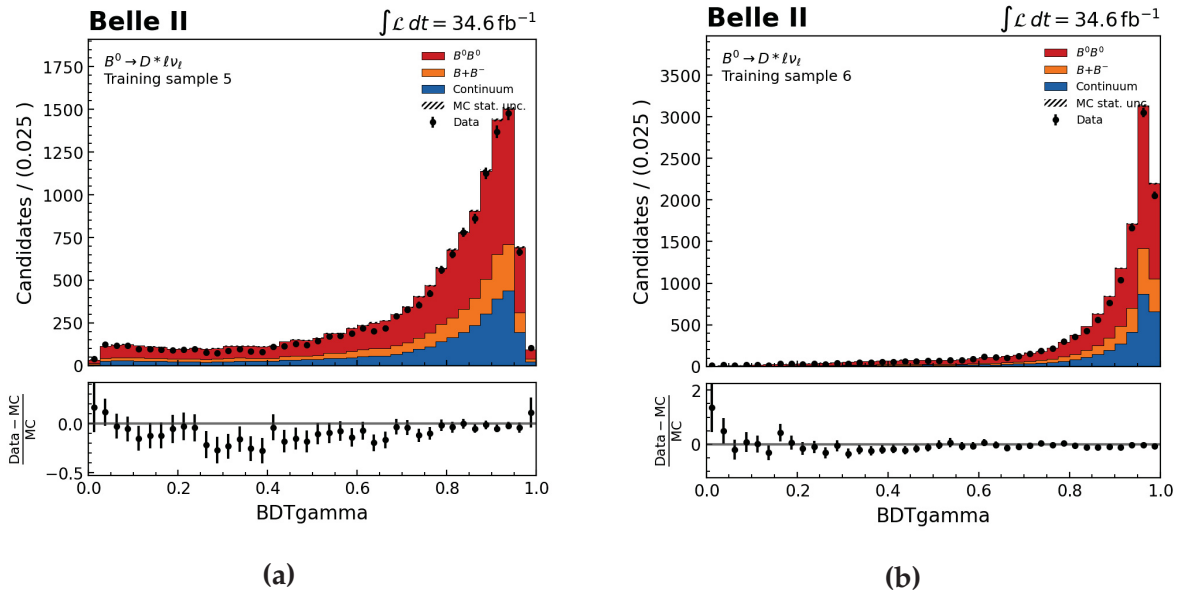 Belle II
∫ℒ dt = 34.6 fb⁻¹
B⁰ → D * ℓνℓ
Training sample 5
B⁰B⁰
B+B⁻
Continuum
MC stat. unc.
Data
Candidates / (0.025 )
1750
1500
1250
1000
750
500
250
0
Data − MC
MC
0.0
−0.5
0.0 0.2 0.4 0.6 0.8 1.0
BDTgamma
(a)
Belle II
∫ℒ dt = 34.6 fb⁻¹
B⁰ → D * ℓνℓ
Training sample 6
B⁰B⁰
B+B⁻
Continuum
MC stat. unc.
Data
Candidates / (0.025 )
3500
3000
2500
2000
1500
1000
500
0
Data − MC
MC
2
0
0.0 0.2 0.4 0.6 0.8 1.0
BDTgamma
(b)